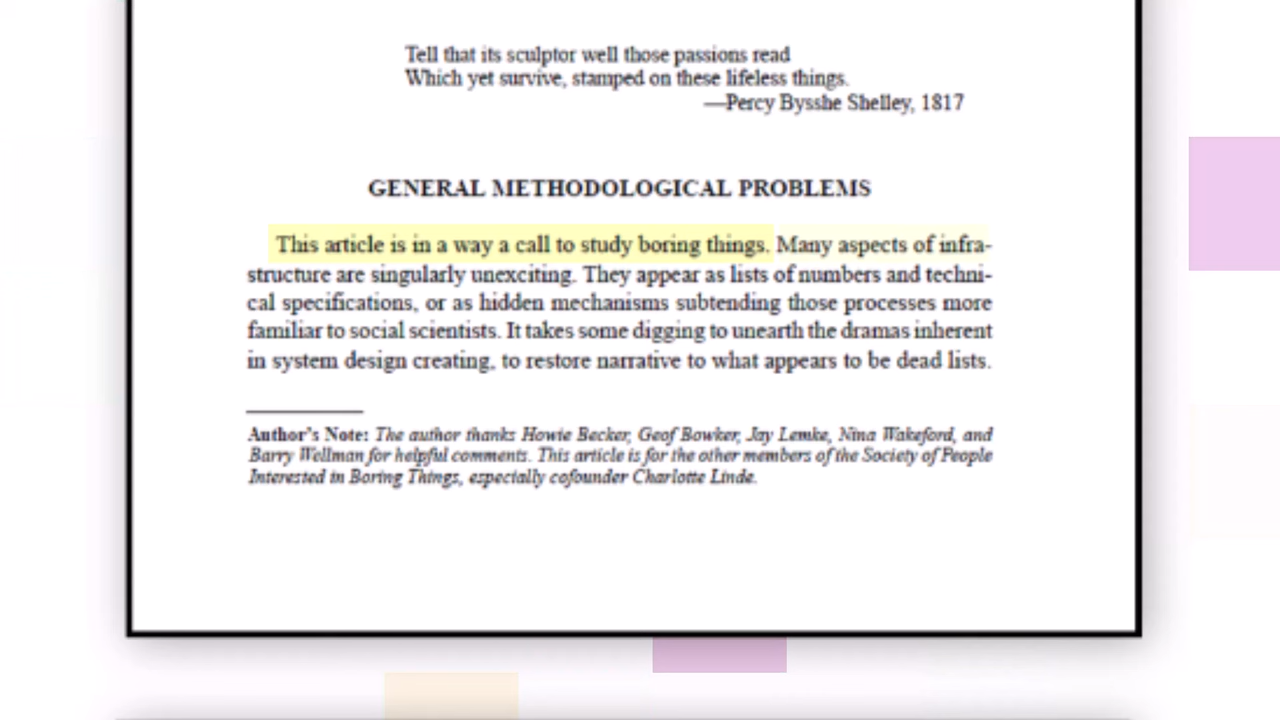 Tell that its sculptor well those passions read
Which yet survive, stamped on these lifeless things.
—Percy Bysshe Shelley, 1817
GENERAL METHODOLOGICAL PROBLEMS
This article is in a way a call to study boring things. Many aspects of infra-
structure are singularly unexciting. They appear as lists of numbers and techni-
cal specifications, or as hidden mechanisms subtending those processes more
familiar to social scientists. It takes some digging to unearth the dramas inherent
in system design creating, to restore narrative to what appears to be dead lists.
Author's Note: The author thanks Howie Becker, Geof Bowker, Jay Lemke, Nina Wakeford, and
Barry Wellman for helpful comments. This article is for the other members of the Society of People
Interested in Boring Things, especially cofounder Charlotte Linde.